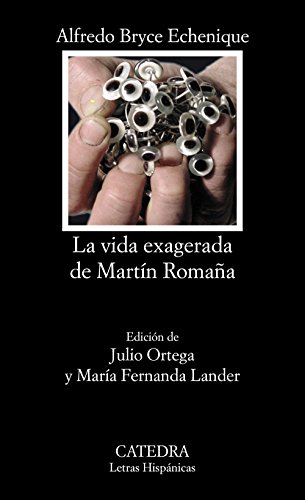 Alfredo Bryce Echenique
La vida exagerada
de Martín Romaña
Edición de
Julio Ortega
y María Fernanda Lander
CATEDRA
Letras Hispánicas